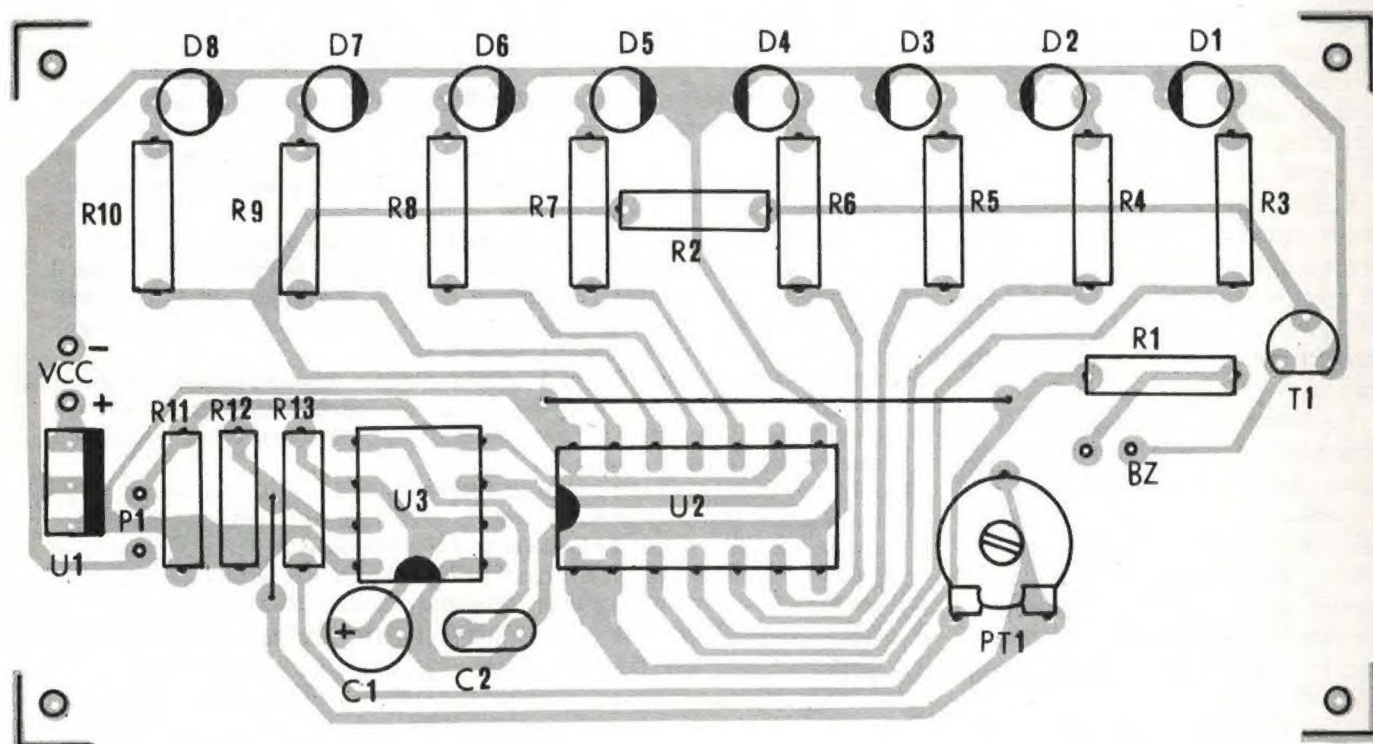 D8 D7 D6 D5 D4 D3 D2 D1
R10 R9 R8 R7 R6 R5 R4 R3
R2
VCC -
+
R1
T1
R11 R12 R13
BZ
U3 U2
P1
U1
+
PT1
C1 C2